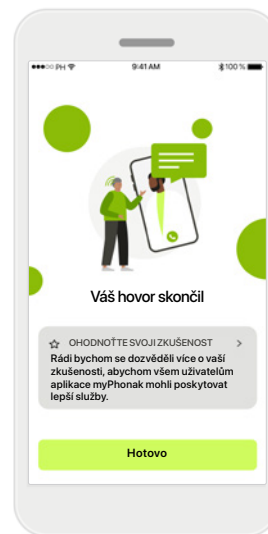 PH 9:41 AM 100 %
Váš hovor skončil
OHODNOŤTE SVOJI ZKUŠENOST
Rádi bychom se dozvěděli více o vaší
zkušenosti, abychom všem uživatelům
aplikace myPhonak mohli poskytovat
lepší služby.
Hotovo